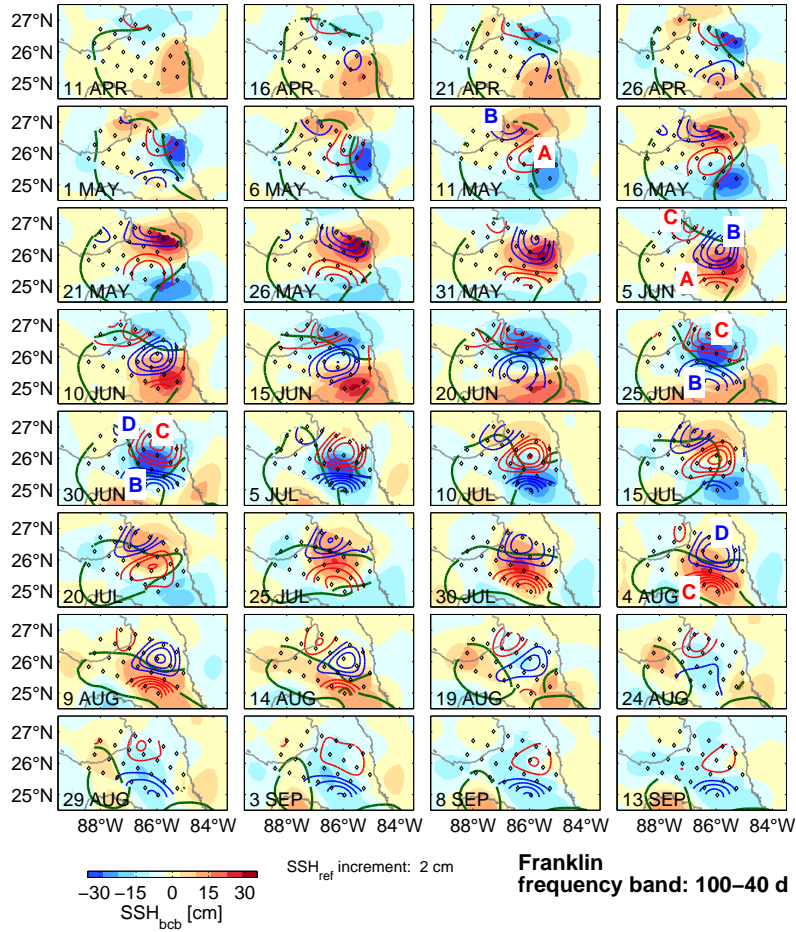 27°N
26°N
25°N
11 APR
16 APR
21 APR
26 APR
27°N
26°N
25°N
1 MAY
6 MAY
B
A
11 MAY
16 MAY
27°N
26°N
25°N
21 MAY
26 MAY
31 MAY
C
B
A
5 JUN
27°N
26°N
25°N
10 JUN
15 JUN
20 JUN
C
B
25 JUN
27°N
26°N
25°N
D C
B
30 JUN
5 JUL
10 JUL
15 JUL
27°N
26°N
25°N
20 JUL
25 JUL
30 JUL
D
C
4 AUG
27°N
26°N
25°N
9 AUG
14 AUG
19 AUG
24 AUG
27°N
26°N
25°N
29 AUG
3 SEP
8 SEP
13 SEP
88°W 86°W 84°W 88°W 86°W 84°W 88°W 86°W 84°W 88°W 86°W 84°W
−30 −15 0 15 30
SSH_bcb [cm]
SSH_ref increment: 2 cm
Franklin
frequency band: 100−40 d